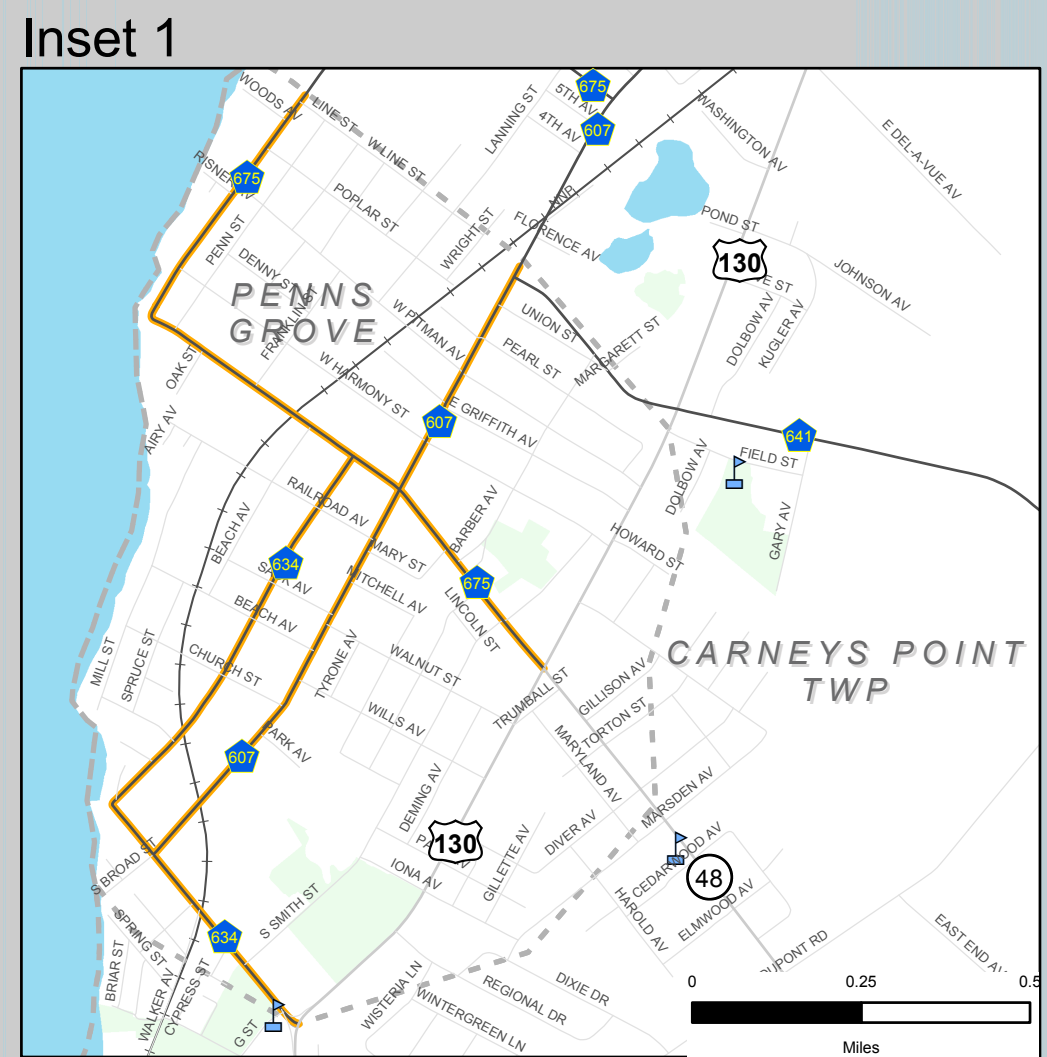 Inset 1
WOODS AV
LINE ST
W LINE ST
LANNING ST
675
5TH AV
4TH AV
607
WASHINGTON AV
E DEL-A-VUE AV
RISNER AV
675
POPLAR ST
PENN ST
WRIGHT ST
NNR
FLORENCE AV
POND ST
130
JOHNSON AV
DENNY ST
PENNS
GROVE
FRANKLIN ST
W PITMAN AV
UNION ST
PEARL ST
MARGARETT ST
E ST
DOLBOW AV
KUGLER AV
OAK ST
W HARMONY ST
E GRIFFITH AV
607
AIRY AV
641
FIELD ST
DOLBOW AV
GARY AV
RAILROAD AV
BEACH AV
BARBER AV
HOWARD ST
634
MARY ST
MITCHELL AV
675
LINCOLN ST
BEACH AV
CHURCH ST
MILL ST
SPRUCE ST
TYRONE AV
WALNUT ST
CARNEYS POINT
TWP
TRUMBALL ST
GILLISON AV
TORTON ST
MARYLAND AV
WILLS AV
PARK AV
607
DEMING AV
130
MARSDEN AV
DIVER AV
GILLETTE AV
IONA AV
CEDARWOOD AV
48
ELMWOOD AV
HAROLD AV
S BROAD ST
SPRING ST
S SMITH ST
634
BRIAR ST
WALKER AV
CYPRESS ST
G ST
WISTERIA LN
WINTERGREEN LN
REGIONAL DR
DIXIE DR
DUPONT RD
EAST END AV
0 0.25 0.5
Miles